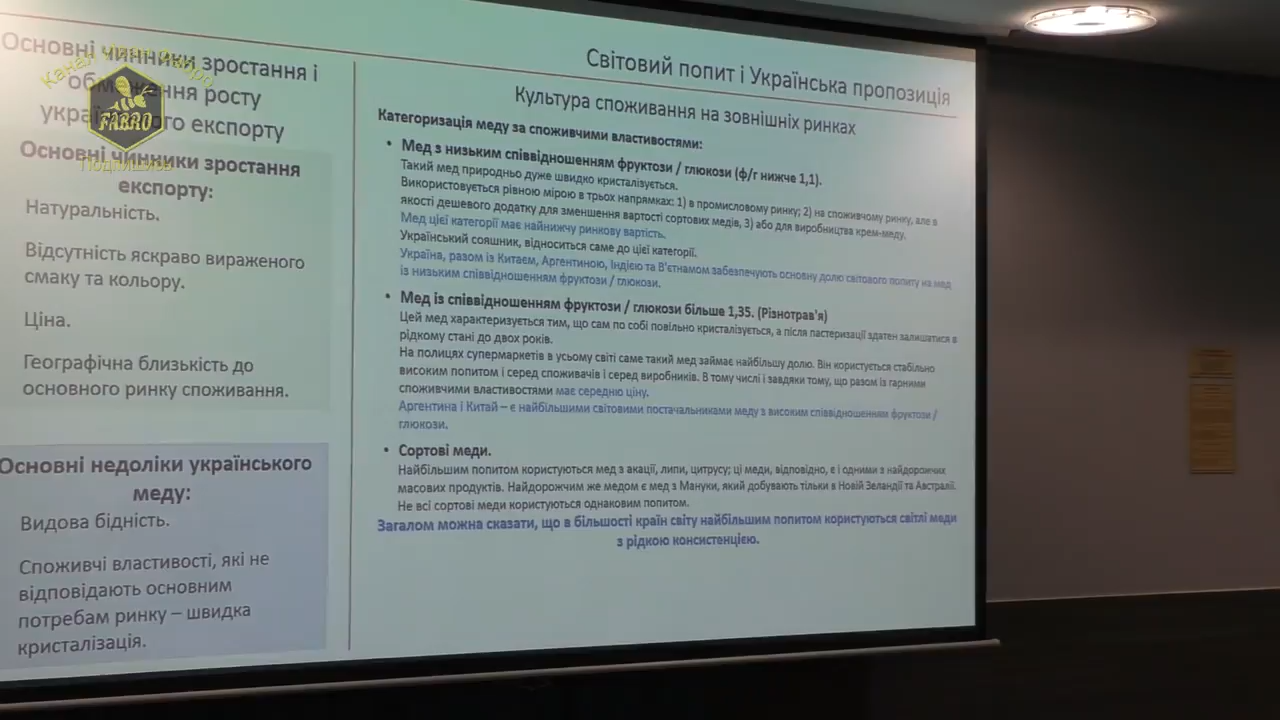 Основні чинники зростання і
обмеження росту
українського експорту
Основні чинники зростання
експорту:
Натуральність.
Відсутність яскраво вираженого
смаку та кольору.
Ціна.
Географічна близькість до
основного ринку споживання.
Основні недоліки українського
меду:
Видова бідність.
Споживчі властивості, які не
відповідають основним
потребам ринку – швидка
кристалізація.
FABRO
Подпишись
Світовий попит і Українська пропозиція
Культура споживання на зовнішніх ринках
Категоризація меду за споживчими властивостями:
• Мед з низьким співвідношенням фруктози / глюкози (ф/г нижче 1,1).
Такий мед природньо дуже швидко кристалізується.
Використовується рівною мірою в трьох напрямках: 1) в промисловому ринку; 2) на споживчому ринку, але в
якості дешевого додатку для зменшення вартості сортових медів, 3) або для виробництва крем-меду.
Мед цієї категорії має найнижчу ринкову вартість.
Український сояшник, відноситься саме до цієї категорії.
Україна, разом із Китаєм, Аргентиною, Індією та В'єтнамом забезпечують основну долю світового попиту на мед
із низьким співвідношенням фруктози / глюкози.
• Мед із співвідношенням фруктози / глюкози більше 1,35. (Різнотрав'я)
Цей мед характеризується тим, що сам по собі повільно кристалізується, а після пастеризації здатен залишатися в
рідкому стані до двох років.
На полицях супермаркетів в усьому світі саме такий мед займає найбільшу долю. Він користується стабільно
високим попитом і серед споживачів і серед виробників. В тому числі і завдяки тому, що разом із гарними
споживчими властивостями має середню ціну.
Аргентина і Китай – є найбільшими світовими постачальниками меду з високим співвідношенням фруктози /
глюкози.
• Сортові меди.
Найбільшим попитом користуються мед з акації, липи, цитрусу; ці меди, відповідно, є і одними з найдорожчих
масових продуктів. Найдорожчим же медом є мед з Мануки, який добувають тільки в Новій Зеландії та Австралії.
Не всі сортові меди користуються однаковим попитом.
Загалом можна сказати, що в більшості країн світу найбільшим попитом користуються світлі меди
з рідкою консистенцією.